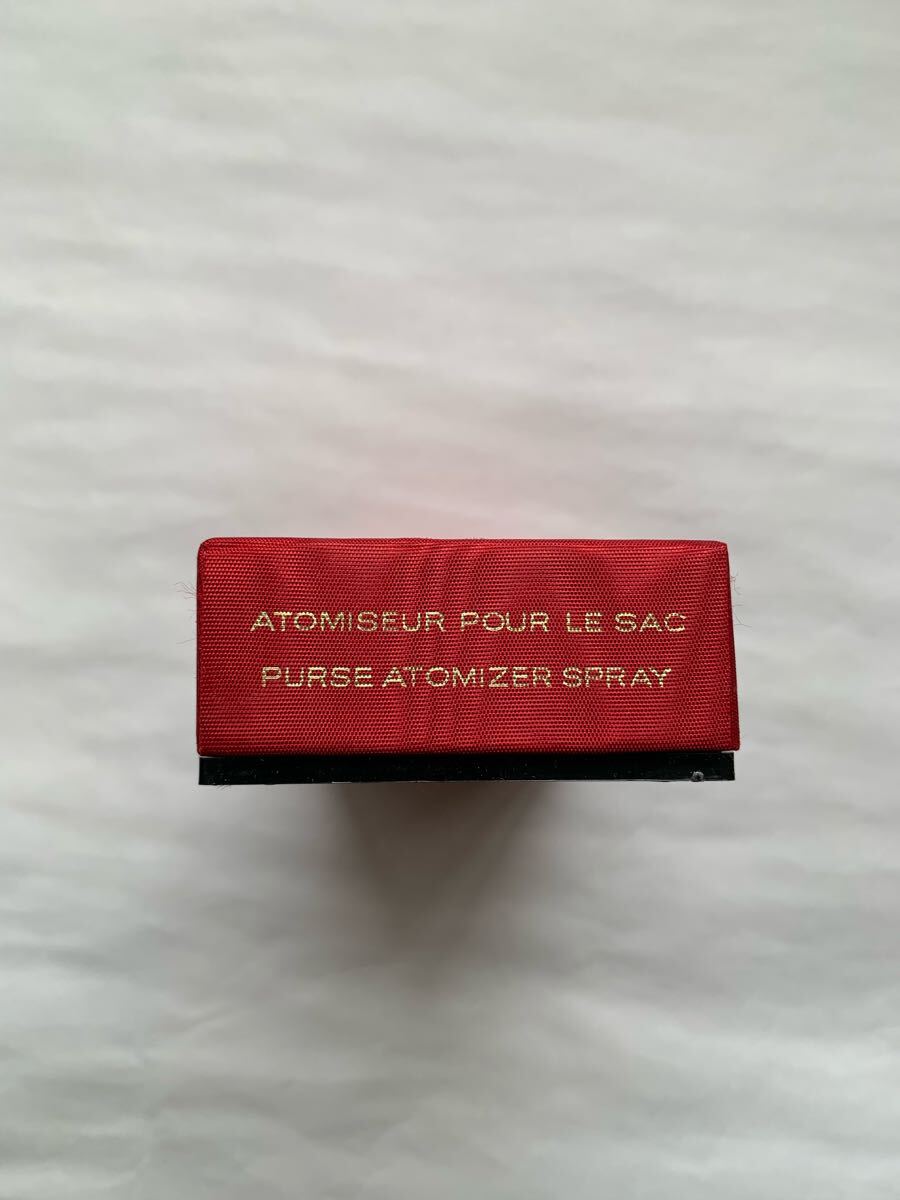 ATOMISEUR POUR LE SAC
PURSE ATOMIZER SPRAY